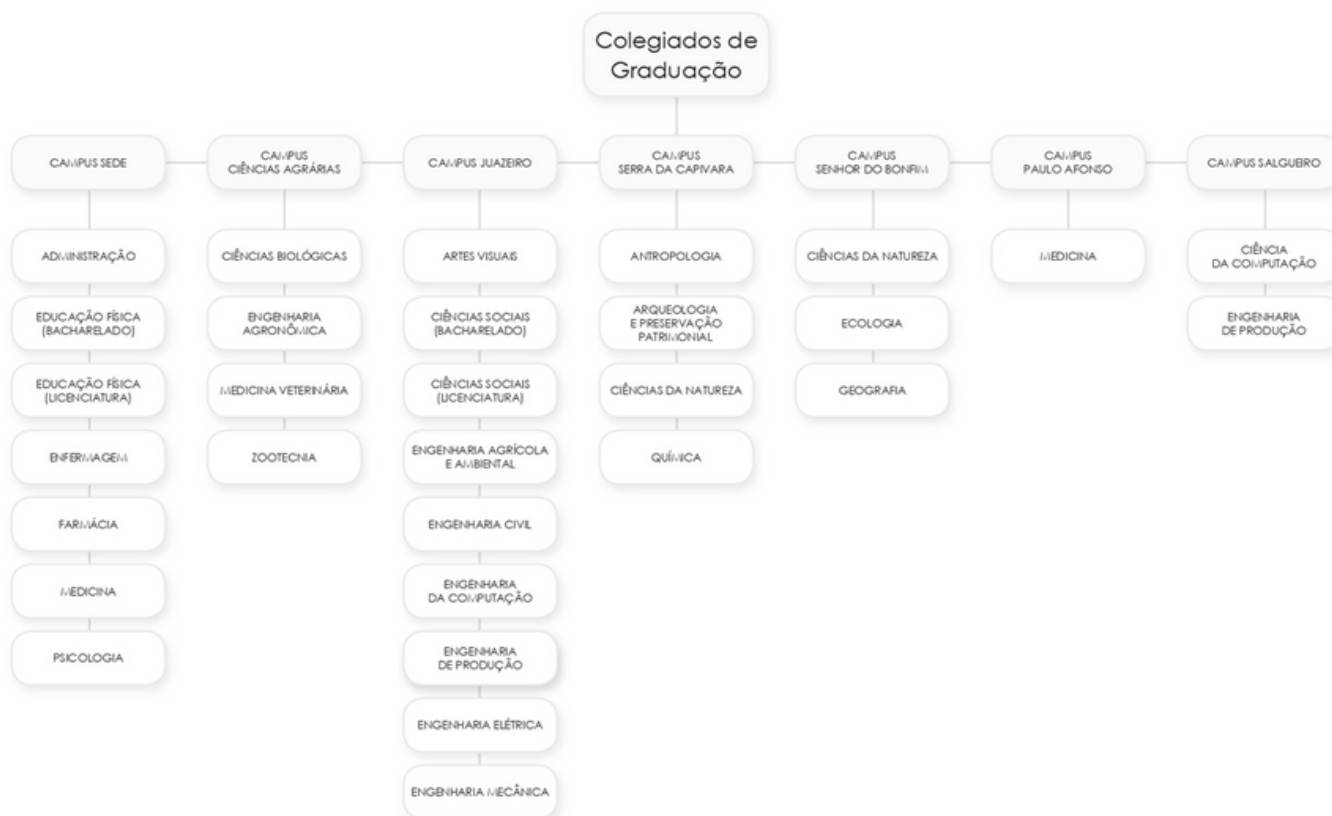 Colegiados de
Graduação
CAMPUS SEDE
ADMINISTRAÇÃO
EDUCAÇÃO FÍSICA
(BACHARELADO)
EDUCAÇÃO FÍSICA
(LICENCIATURA)
ENFERMAGEM
FARMÁCIA
MEDICINA
PSICOLOGIA
CAMPUS
CIÊNCIAS AGRÁRIAS
CIÊNCIAS BIOLÓGICAS
ENGENHARIA
AGRONÔMICA
MEDICINA VETERINÁRIA
ZOOTECNIA
CAMPUS JUAZEIRO
ARTES VISUAIS
CIÊNCIAS SOCIAIS
(BACHARELADO)
CIÊNCIAS SOCIAIS
(LICENCIATURA)
ENGENHARIA AGRÍCOLA
E AMBIENTAL
ENGENHARIA CIVIL
ENGENHARIA
DA COMPUTAÇÃO
ENGENHARIA
DE PRODUÇÃO
ENGENHARIA ELÉTRICA
ENGENHARIA MECÂNICA
CAMPUS
SERRA DA CAPIVARA
ANTROPOLOGIA
ARQUEOLOGIA
E PRESERVAÇÃO
PATRIMONIAL
CIÊNCIAS DA NATUREZA
QUÍMICA
CAMPUS
SENHOR DO BONFIM
CIÊNCIAS DA NATUREZA
ECOLOGIA
GEOGRAFIA
CAMPUS
PAULO AFONSO
MEDICINA
CAMPUS SALGUEIRO
CIÊNCIA
DA COMPUTAÇÃO
ENGENHARIA
DE PRODUÇÃO